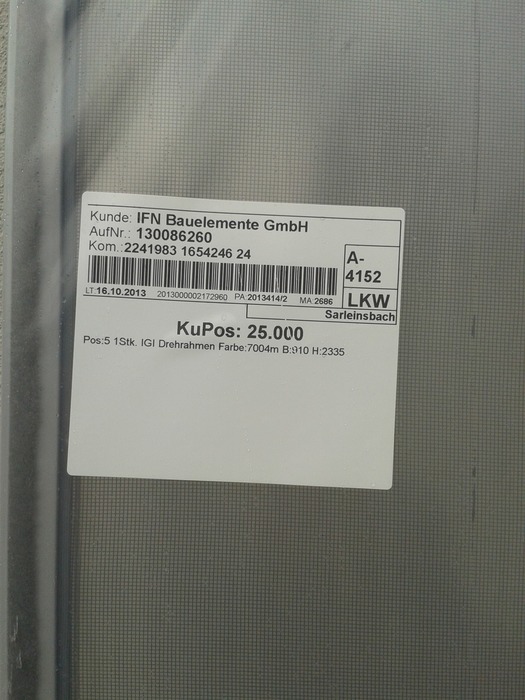 Kunde: IFN Bauelemente GmbH
AufNr.: 130086260
Kom.:2241983 1654246 24
A-
4152
LT 16.10.2013 2013000002172960 PA 2013414/2 MA 2686
LKW
Sarleinsbach
KuPos: 25.000
Pos:5 1Stk. IGI Drehrahmen Farbe:7004m B:910 H:2335